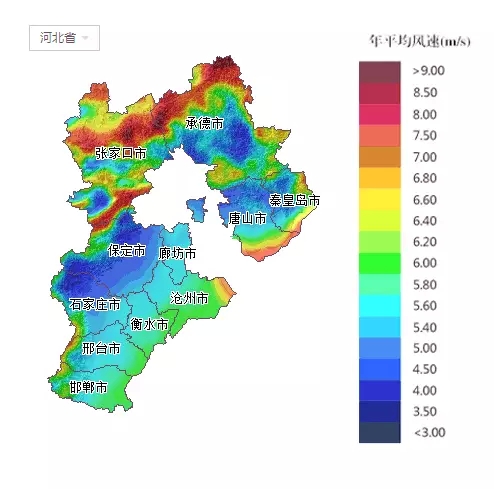 河北省
年平均风速(m/s)
>9.00
8.50
8.00
7.50
7.00
6.80
6.60
6.40
6.20
6.00
5.80
5.60
5.40
5.00
4.50
4.00
3.50
<3.00
承德市
张家口市
秦皇岛市
唐山市
保定市
廊坊市
沧州市
石家庄市
衡水市
邢台市
邯郸市